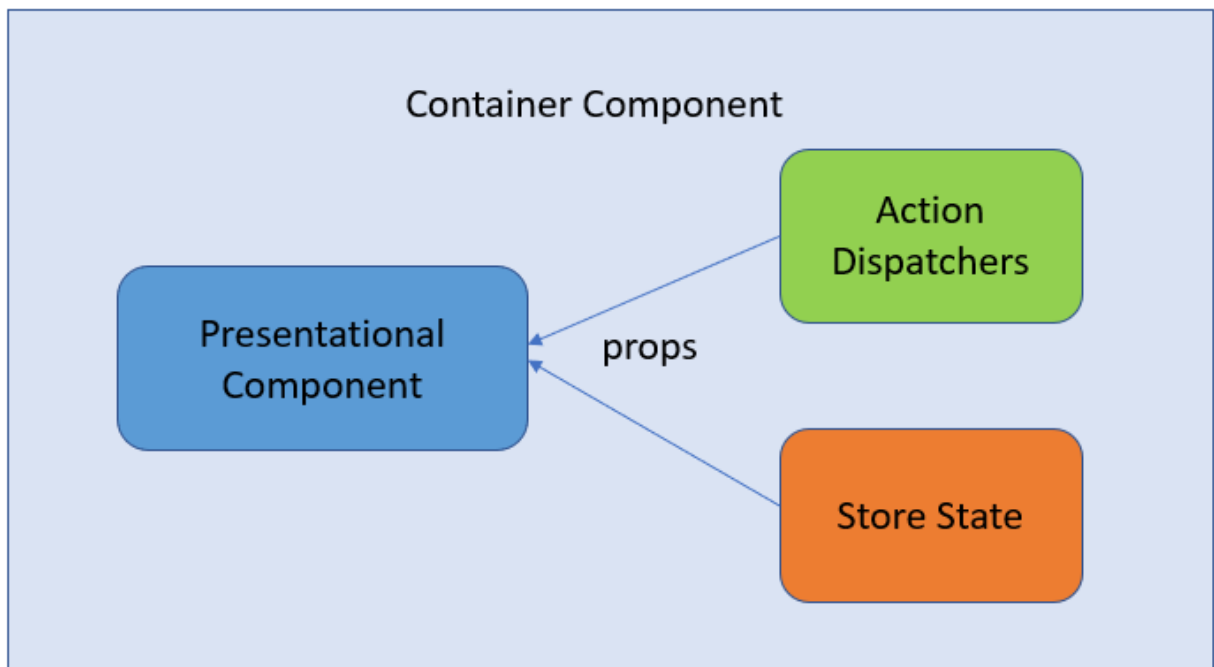 Container Component
Action
Dispatchers
Presentational
Component
props
Store State